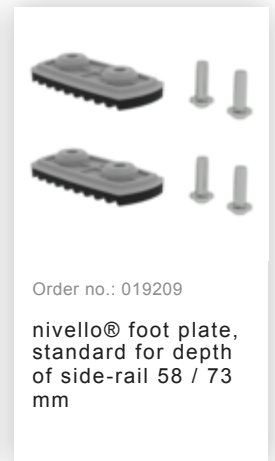 Order no.: 019209
nivello® foot plate,
standard for depth
of side-rail 58 / 73
mm